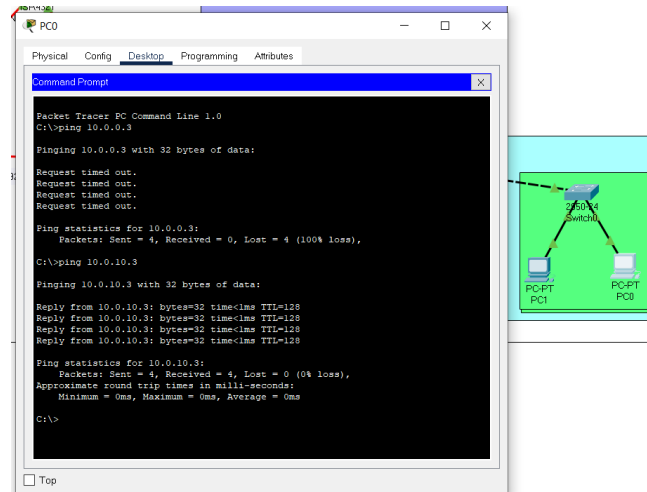 PC0
Physical Config Desktop Programming Attributes
Command Prompt
X
Packet Tracer PC Command Line 1.0
C:\>ping 10.0.0.3
Pinging 10.0.0.3 with 32 bytes of data:
Request timed out.
Request timed out.
Request timed out.
Request timed out.
Ping statistics for 10.0.0.3:
Packets: Sent = 4, Received = 0, Lost = 4 (100% loss),
C:\>ping 10.0.10.3
Pinging 10.0.10.3 with 32 bytes of data:
Reply from 10.0.10.3: bytes=32 time<1ms TTL=128
Reply from 10.0.10.3: bytes=32 time<1ms TTL=128
Reply from 10.0.10.3: bytes=32 time<1ms TTL=128
Reply from 10.0.10.3: bytes=32 time<1ms TTL=128
Ping statistics for 10.0.10.3:
Packets: Sent = 4, Received = 4, Lost = 0 (0% loss),
Approximate round trip times in milli-seconds:
Minimum = 0ms, Maximum = 0ms, Average = 0ms
C:\>
Top
2950-24
Switch0
PC-PT
PC1
PC-PT
PC0